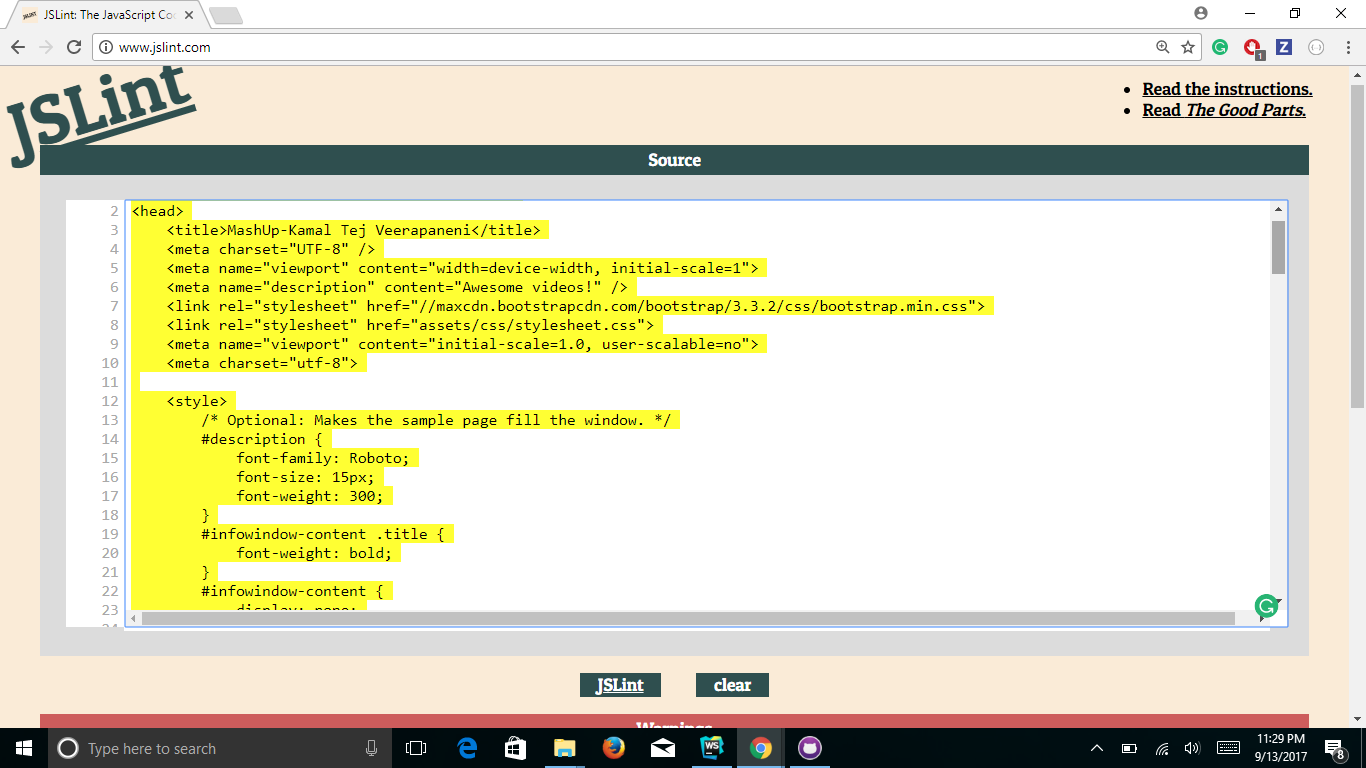 JSLint: The JavaScript Co
www.jslint.com
1
JSLint
Read the instructions.
Read The Good Parts.
Source
2 <head>
3 <title>MashUp-Kamal Tej Veerapaneni</title>
4 <meta charset="UTF-8" />
5 <meta name="viewport" content="width=device-width, initial-scale=1">
6 <meta name="description" content="Awesome videos!" />
7 <link rel="stylesheet" href="//maxcdn.bootstrapcdn.com/bootstrap/3.3.2/css/bootstrap.min.css">
8 <link rel="stylesheet" href="assets/css/stylesheet.css">
9 <meta name="viewport" content="initial-scale=1.0, user-scalable=no">
10 <meta charset="utf-8">
11
12 <style>
13 /* Optional: Makes the sample page fill the window. */
14 #description {
15 font-family: Roboto;
16 font-size: 15px;
17 font-weight: 300;
18 }
19 #infowindow-content .title {
20 font-weight: bold;
21 }
22 #infowindow-content {
23 display: none;
24
JSLint clear
Warnings
Type here to search
WS
11:29 PM
9/13/2017
8